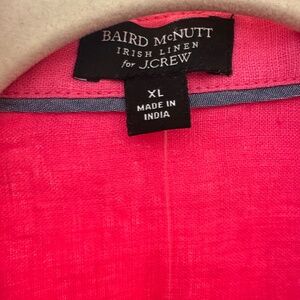 BAIRD McNUTT
IRISH LINEN
for J.CREW
XL
MADE IN
INDIA